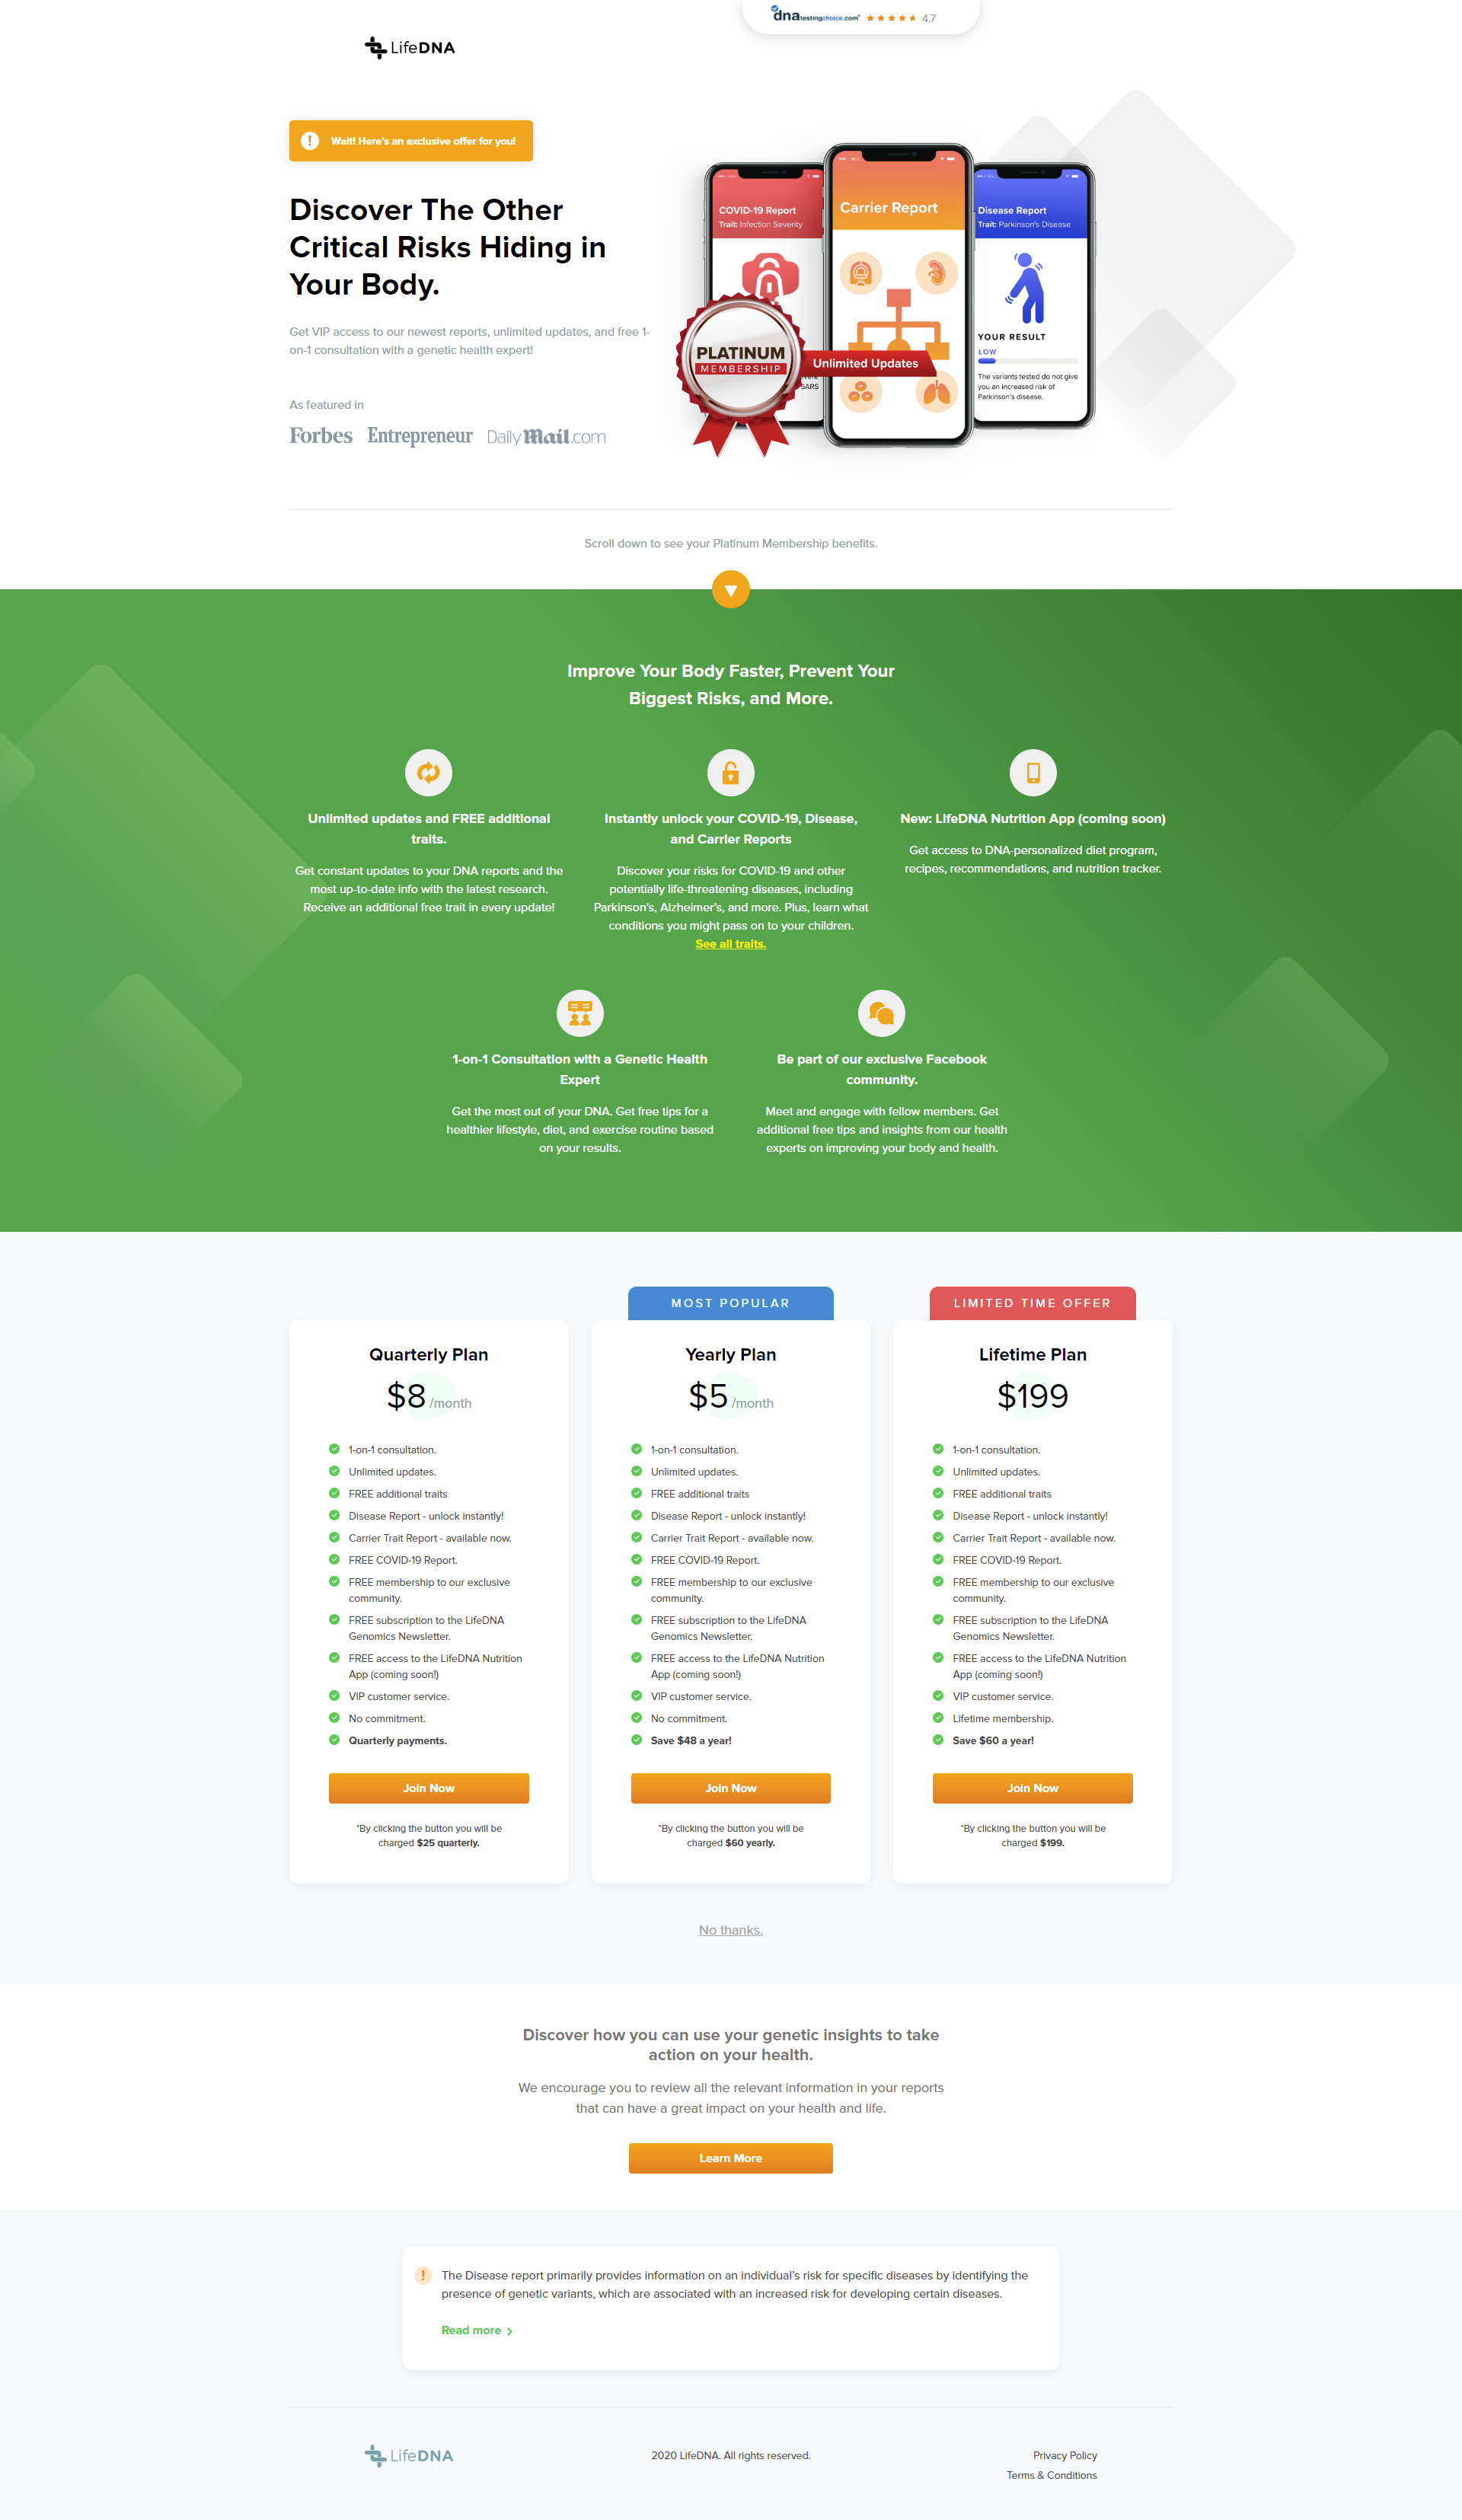 dnatestingchoice.com 4.7
LifeDNA
Wait! Here's an exclusive offer for you!
Discover The Other
Critical Risks Hiding in
Your Body.
Get VIP access to our newest reports, unlimited updates, and free 1-
on-1 consultation with a genetic health expert!
As featured in
Forbes Entrepreneur DailyMail.com
COVID-19 Report
Trait: Infection Severity
SARS
Carrier Report
Disease Report
Trait: Parkinson's Disease
YOUR RESULT
LOW
The variants tested do not give
you an increased risk of
Parkinson's disease.
PLATINUM
MEMBERSHIP
Unlimited Updates
Scroll down to see your Platinum Membership benefits.
Improve Your Body Faster, Prevent Your
Biggest Risks, and More.
Unlimited updates and FREE additional
traits.
Get constant updates to your DNA reports and the
most up-to-date info with the latest research.
Receive an additional free trait in every update!
Instantly unlock your COVID-19, Disease,
and Carrier Reports
Discover your risks for COVID-19 and other
potentially life-threatening diseases, including
Parkinson's, Alzheimer's, and more. Plus, learn what
conditions you might pass on to your children.
See all traits.
New: LifeDNA Nutrition App (coming soon)
Get access to DNA-personalized diet program,
recipes, recommendations, and nutrition tracker.
1-on-1 Consultation with a Genetic Health
Expert
Get the most out of your DNA. Get free tips for a
healthier lifestyle, diet, and exercise routine based
on your results.
Be part of our exclusive Facebook
community.
Meet and engage with fellow members. Get
additional free tips and insights from our health
experts on improving your body and health.
Quarterly Plan
$8 /month
1-on-1 consultation.
Unlimited updates.
FREE additional traits
Disease Report - unlock instantly!
Carrier Trait Report - available now.
FREE COVID-19 Report.
FREE membership to our exclusive
community.
FREE subscription to the LifeDNA
Genomics Newsletter.
FREE access to the LifeDNA Nutrition
App (coming soon!)
VIP customer service.
No commitment.
Quarterly payments.
Join Now
*By clicking the button you will be
charged $25 quarterly.
MOST POPULAR
Yearly Plan
$5 /month
1-on-1 consultation.
Unlimited updates.
FREE additional traits
Disease Report - unlock instantly!
Carrier Trait Report - available now.
FREE COVID-19 Report.
FREE membership to our exclusive
community.
FREE subscription to the LifeDNA
Genomics Newsletter.
FREE access to the LifeDNA Nutrition
App (coming soon!)
VIP customer service.
No commitment.
Save $48 a year!
Join Now
*By clicking the button you will be
charged $60 yearly.
LIMITED TIME OFFER
Lifetime Plan
$199
1-on-1 consultation.
Unlimited updates.
FREE additional traits
Disease Report - unlock instantly!
Carrier Trait Report - available now.
FREE COVID-19 Report.
FREE membership to our exclusive
community.
FREE subscription to the LifeDNA
Genomics Newsletter.
FREE access to the LifeDNA Nutrition
App (coming soon!)
VIP customer service.
Lifetime membership.
Save $60 a year!
Join Now
*By clicking the button you will be
charged $199.
No thanks.
Discover how you can use your genetic insights to take
action on your health.
We encourage you to review all the relevant information in your reports
that can have a great impact on your health and life.
Learn More
The Disease report primarily provides information on an individual's risk for specific diseases by identifying the
presence of genetic variants, which are associated with an increased risk for developing certain diseases.
Read more
LifeDNA
2020 LifeDNA. All rights reserved.
Privacy Policy
Terms & Conditions